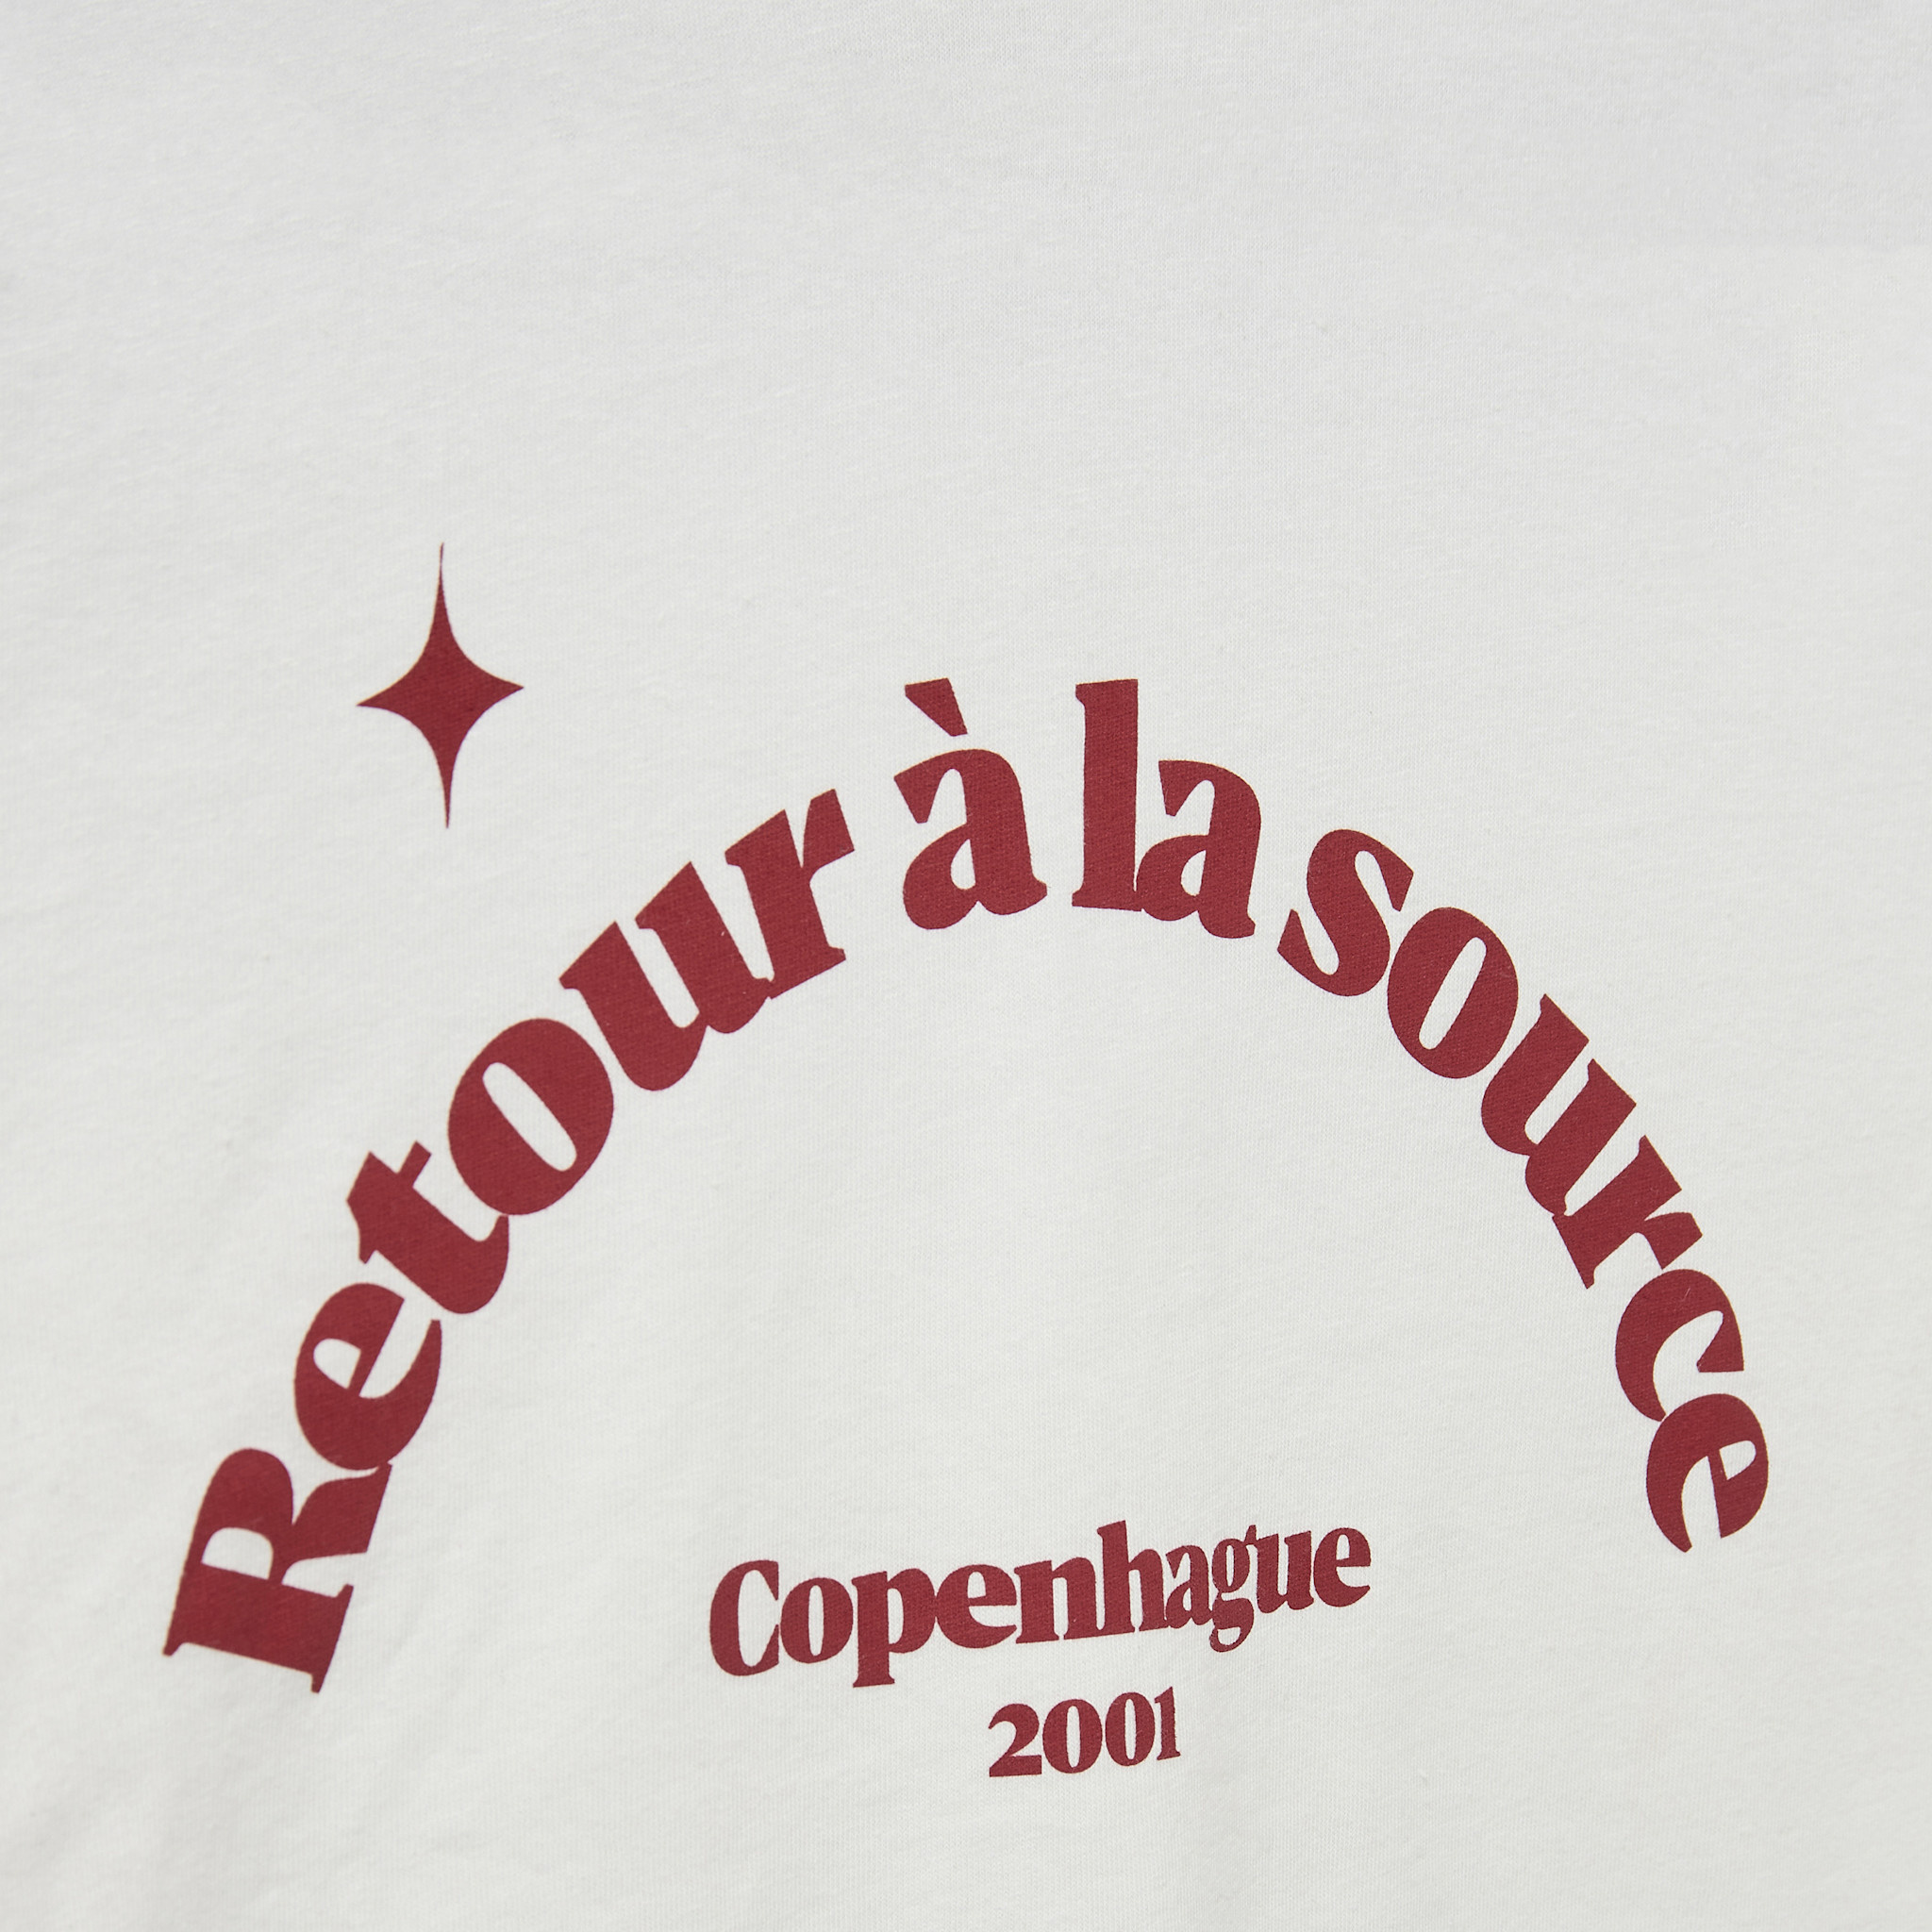 Retour à la source
Copenhague
2001